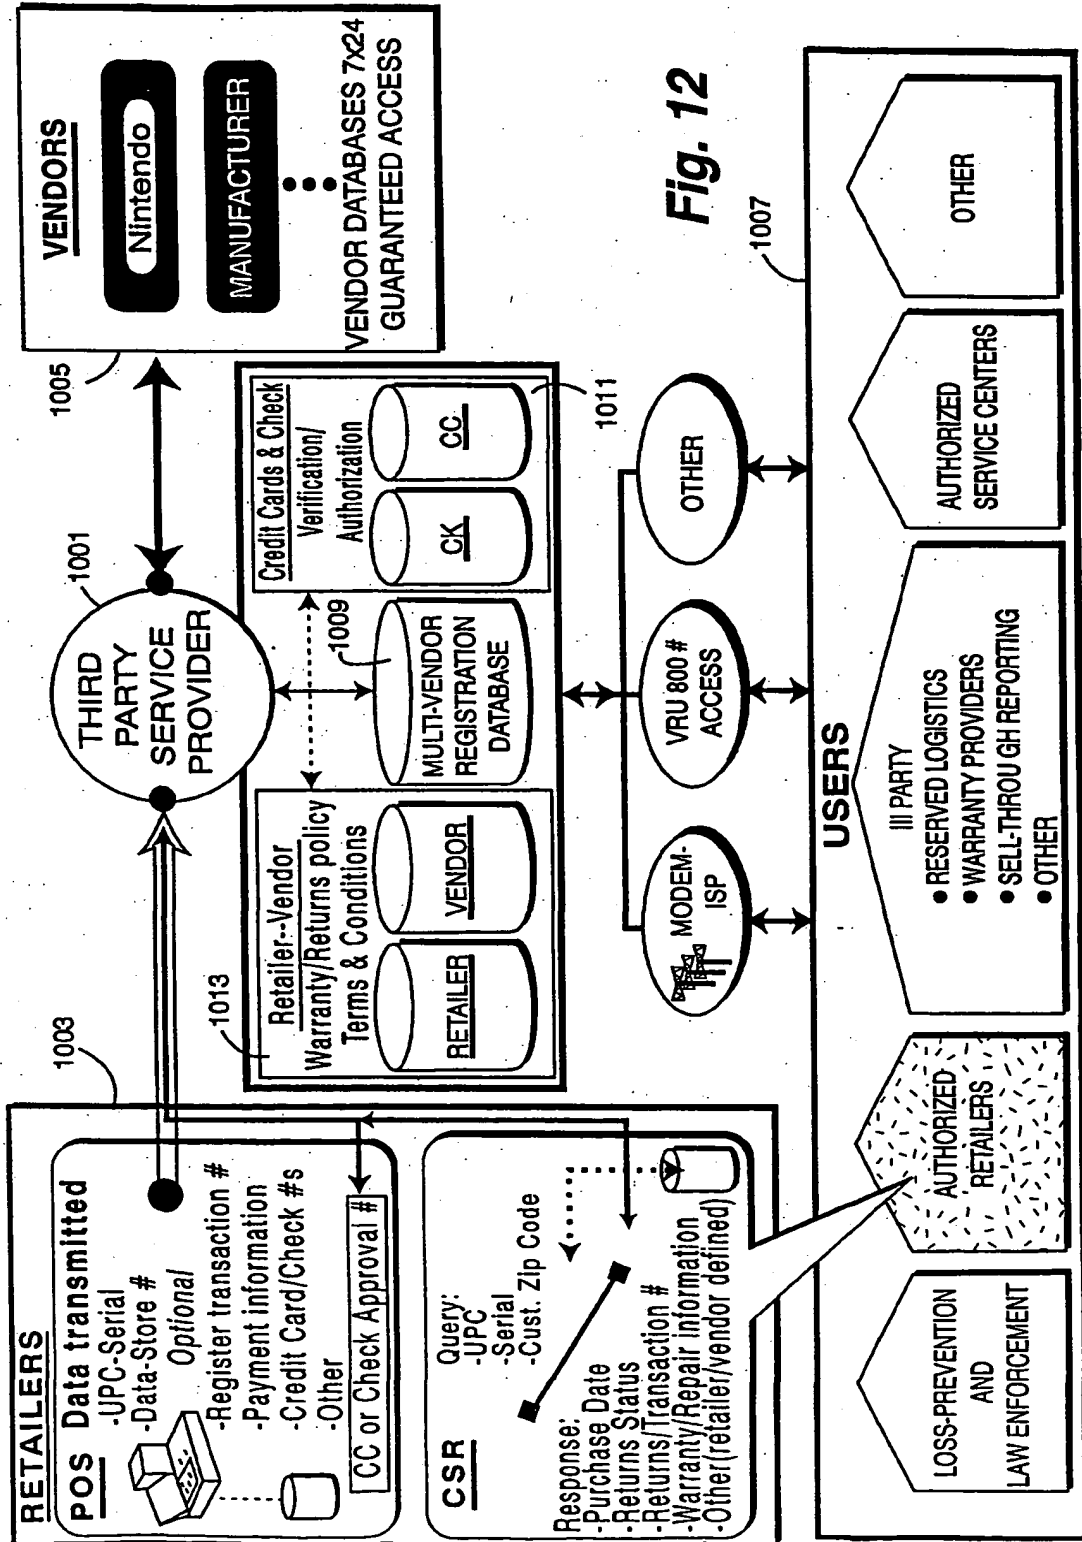 RETAILERS
POS Data transmitted
-UPC-Serial
-Data-Store #
Optional
-Register transaction #
-Payment information
-Credit Card/Check #s
-Other
CC or Check Approval #
CSR
Query:
-UPC
-Serial
-Cust. Zip Code
Response:
-Purchase Date
-Returns Status
-Returns/Transaction #
-Warranty/Repair information
-Other(retailer/vendor defined)
1003
THIRD
PARTY
SERVICE
PROVIDER
1001
1005
VENDORS
Nintendo
MANUFACTURER
VENDOR DATABASES 7x24
GUARANTEED ACCESS
1013
Retailer--Vendor
Warranty/Returns policy
Terms & Conditions
RETAILER
VENDOR
1009
MULTI-VENDOR
REGISTRATION
DATABASE
Credit Cards & Check
Verification/
Authorization
CK
CC
1011
MODEM-
ISP
VRU 800 #
ACCESS
OTHER
Fig. 12
1007
USERS
LOSS-PREVENTION
AND
LAW ENFORCEMENT
AUTHORIZED
RETAILERS
III PARTY
• RESERVED LOGISTICS
• WARRANTY PROVIDERS
• SELL-THROUGH REPORTING
• OTHER
AUTHORIZED
SERVICE CENTERS
OTHER